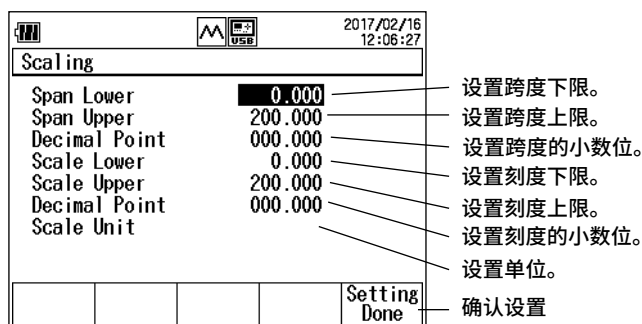 2017/02/16
USB
12:06:27
Scaling
Span Lower 0.000 设置跨度下限。
Span Upper 200.000 设置跨度上限。
Decimal Point 000.000 设置跨度的小数位。
Scale Lower 0.000 设置刻度下限。
Scale Upper 200.000 设置刻度上限。
Decimal Point 000.000 设置刻度的小数位。
Scale Unit 设置单位。
Setting
Done 确认设置